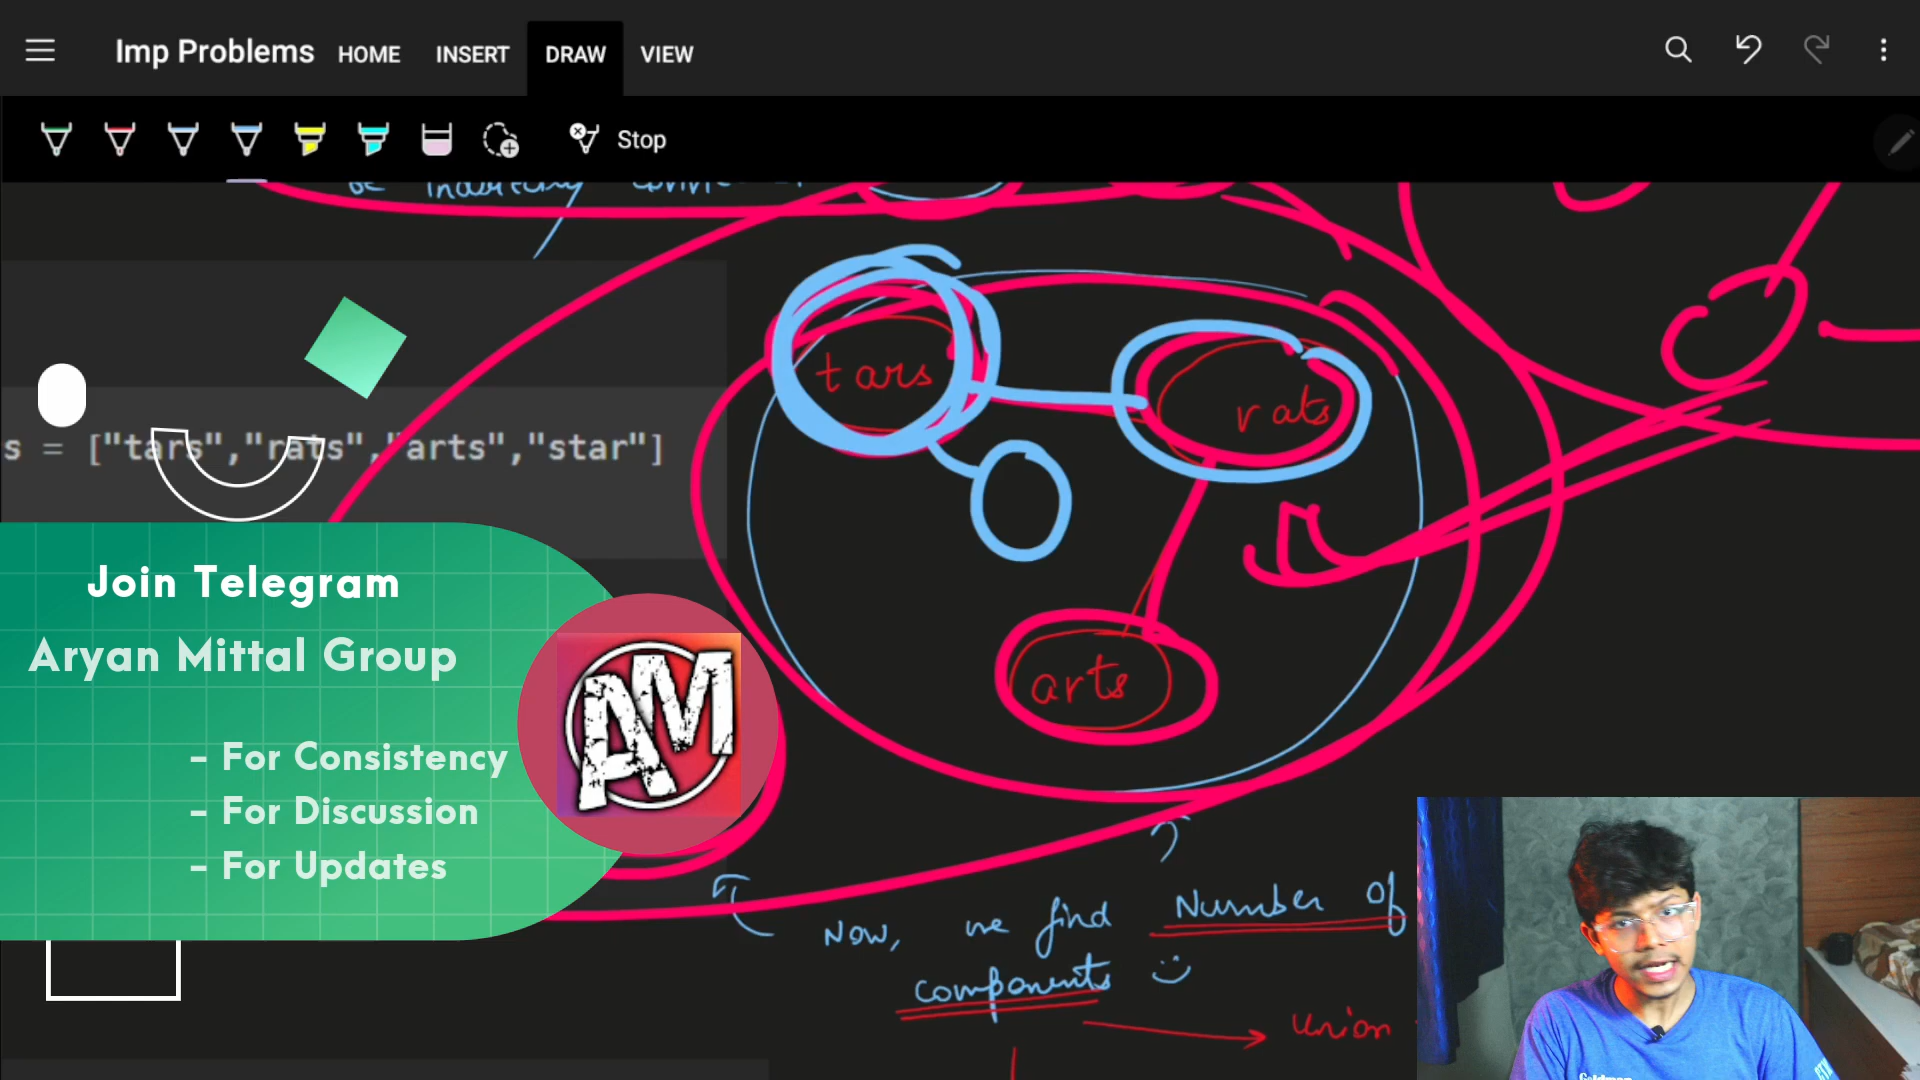 Imp Problems HOME INSERT DRAW VIEW
Stop
tars
rats
s = ["tars","rats","arts","star"]
Join Telegram
Aryan Mittal Group
- For Consistency
- For Discussion
- For Updates
AM
arts
Now, we find Number of
components
union